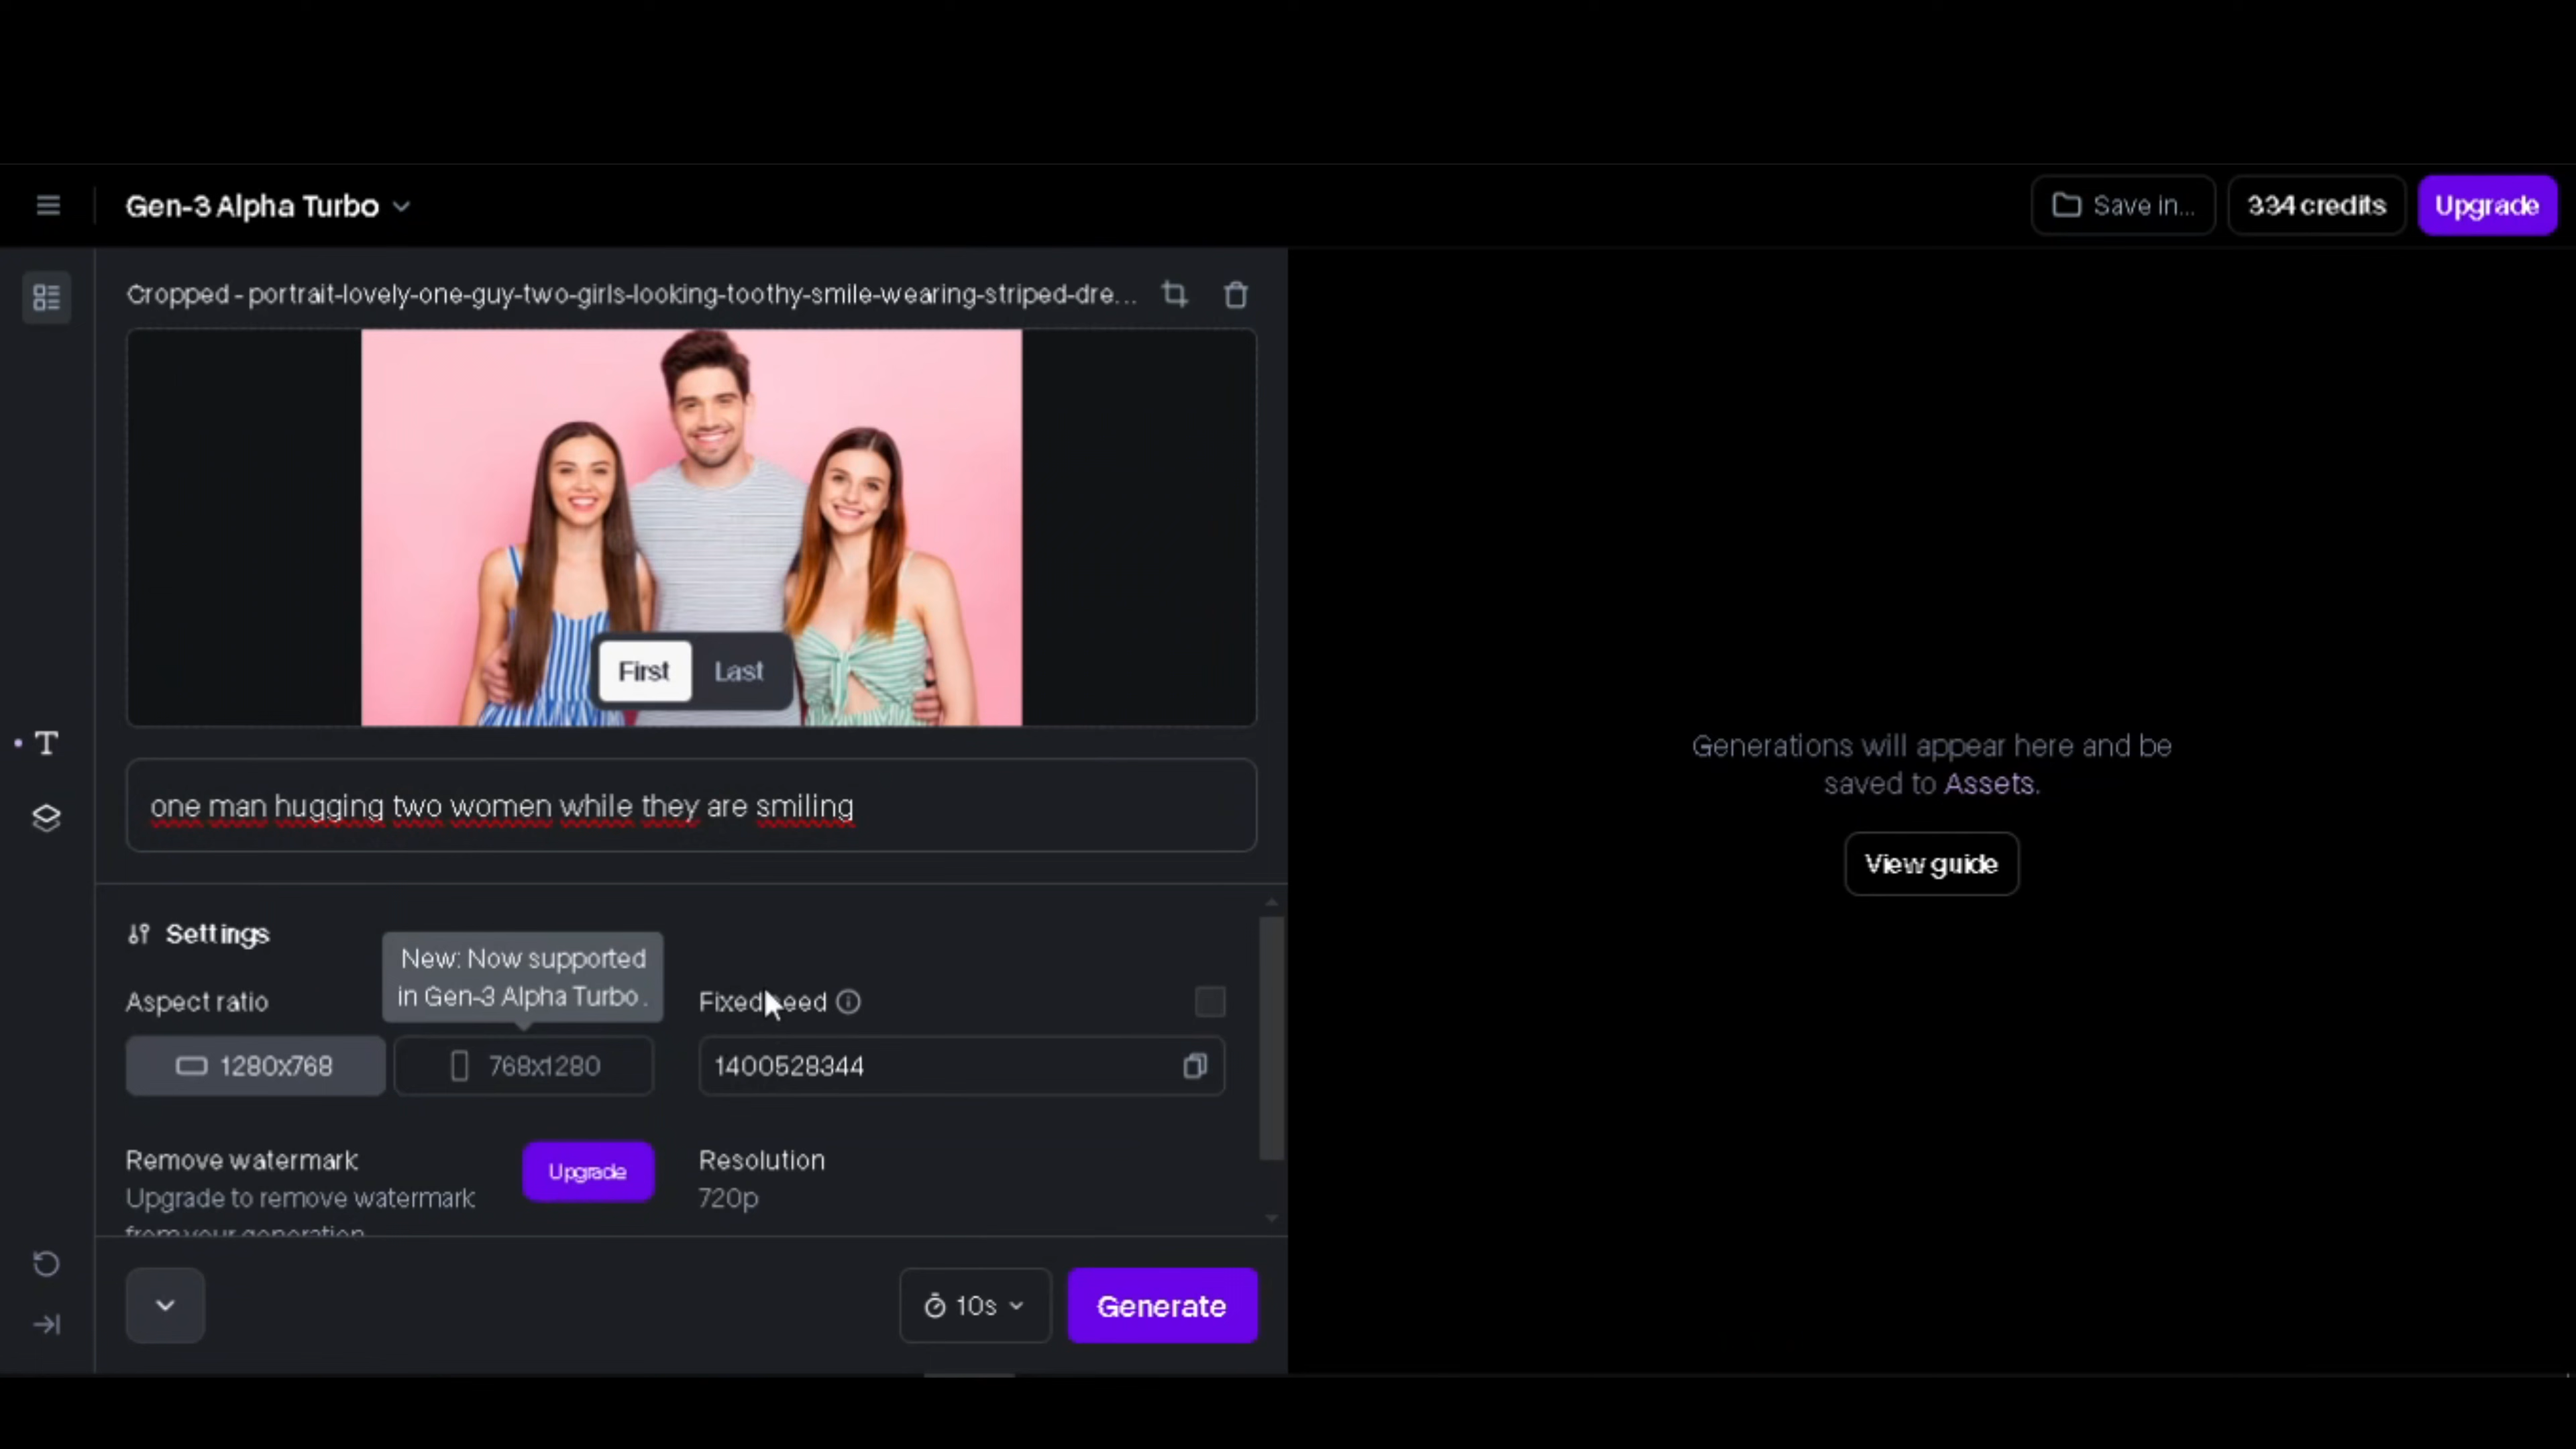 Gen-3 Alpha Turbo
Save in...
334 credits
Upgrade
Cropped - portrait-lovely-one-guy-two-girls-looking-toothy-smile-wearing-striped-dre...
First
Last
one man hugging two women while they are smiling
Generations will appear here and be
saved to Assets.
View guide
Settings
New: Now supported
in Gen-3 Alpha Turbo.
Aspect ratio
Fixed seed
1280x768
768x1280
1400528344
Remove watermark
Upgrade to remove watermark
from your generation
Upgrade
Resolution
720p
10s
Generate